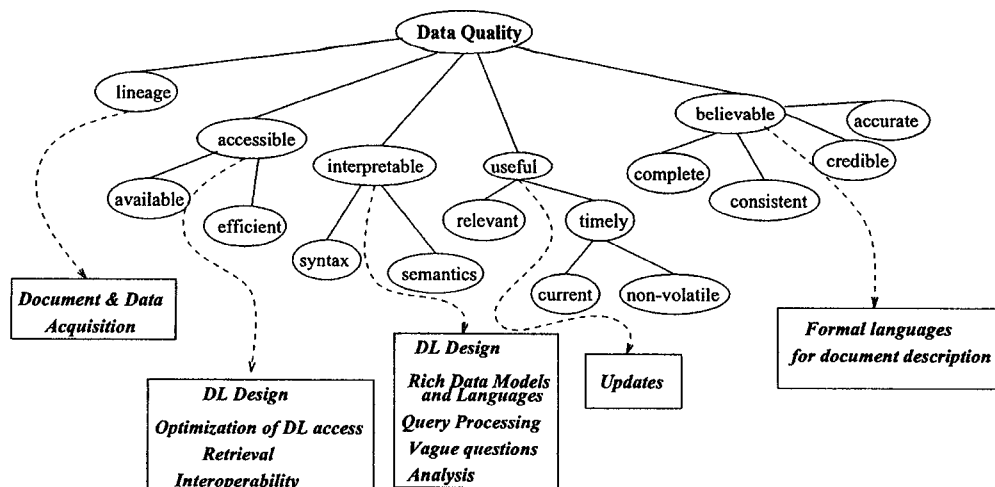 Data Quality
lineage
accessible
available
efficient
interpretable
syntax
semantics
useful
relevant
timely
current
non-volatile
believable
accurate
credible
complete
consistent
Document & Data
Acquisition
DL Design
Optimization of DL access
Retrieval
Interoperability
DL Design
Rich Data Models
and Languages
Query Processing
Vague questions
Analysis
Updates
Formal languages
for document description